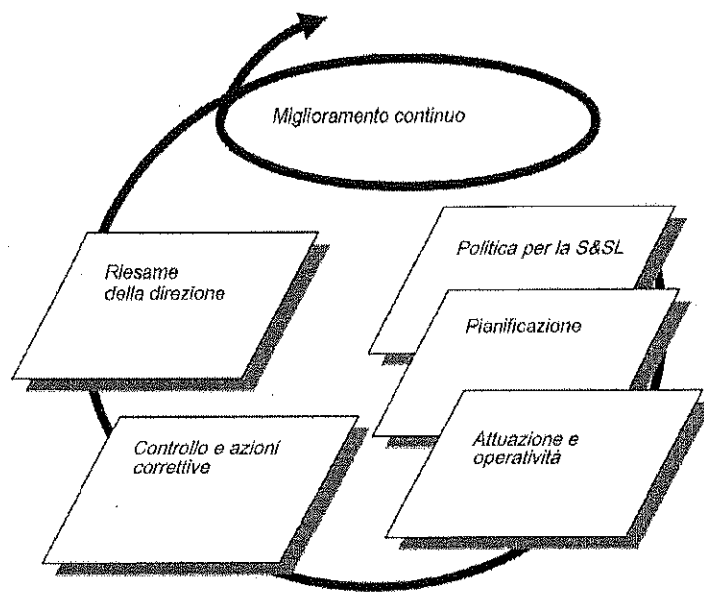 Miglioramento continuo
Politica per la S&SL
Pianificazione
Attuazione e
operatività
Controllo e azioni
correttive
Riesame
della direzione